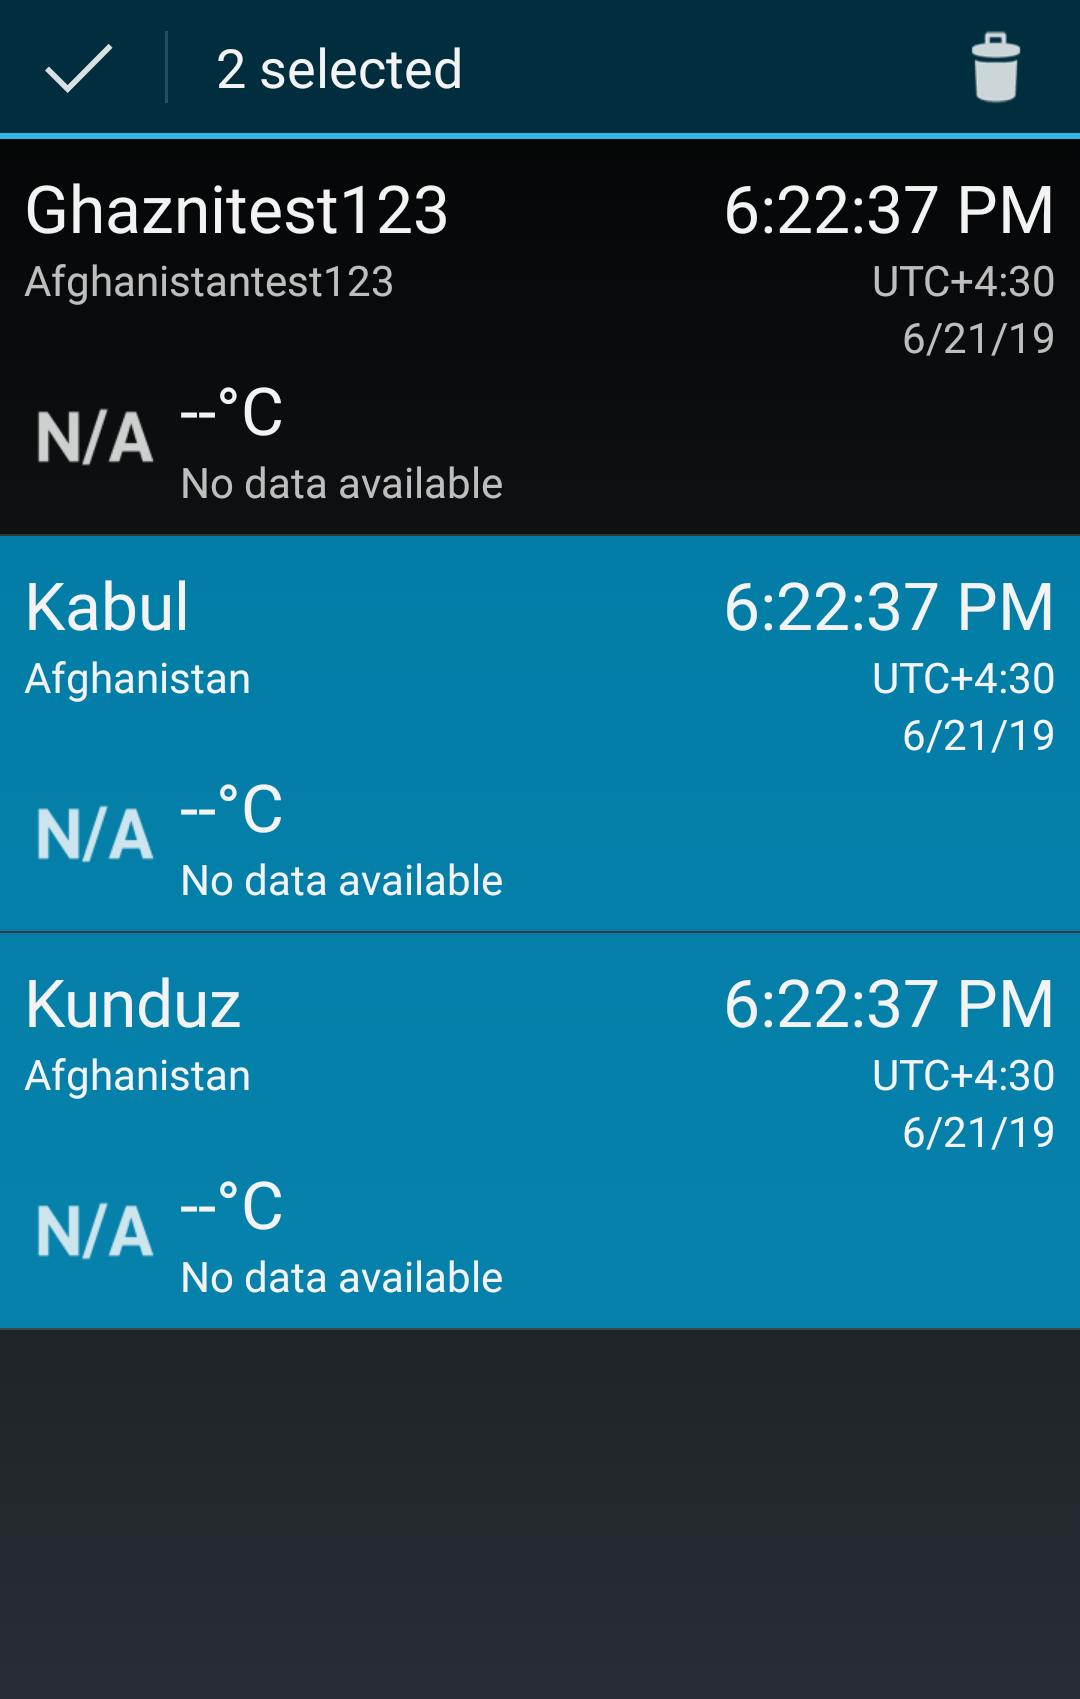 2 selected
Ghaznitest123 6:22:37 PM
Afghanistantest123 UTC+4:30
6/21/19
N/A --°C
No data available
Kabul 6:22:37 PM
Afghanistan UTC+4:30
6/21/19
N/A --°C
No data available
Kunduz 6:22:37 PM
Afghanistan UTC+4:30
6/21/19
N/A --°C
No data available